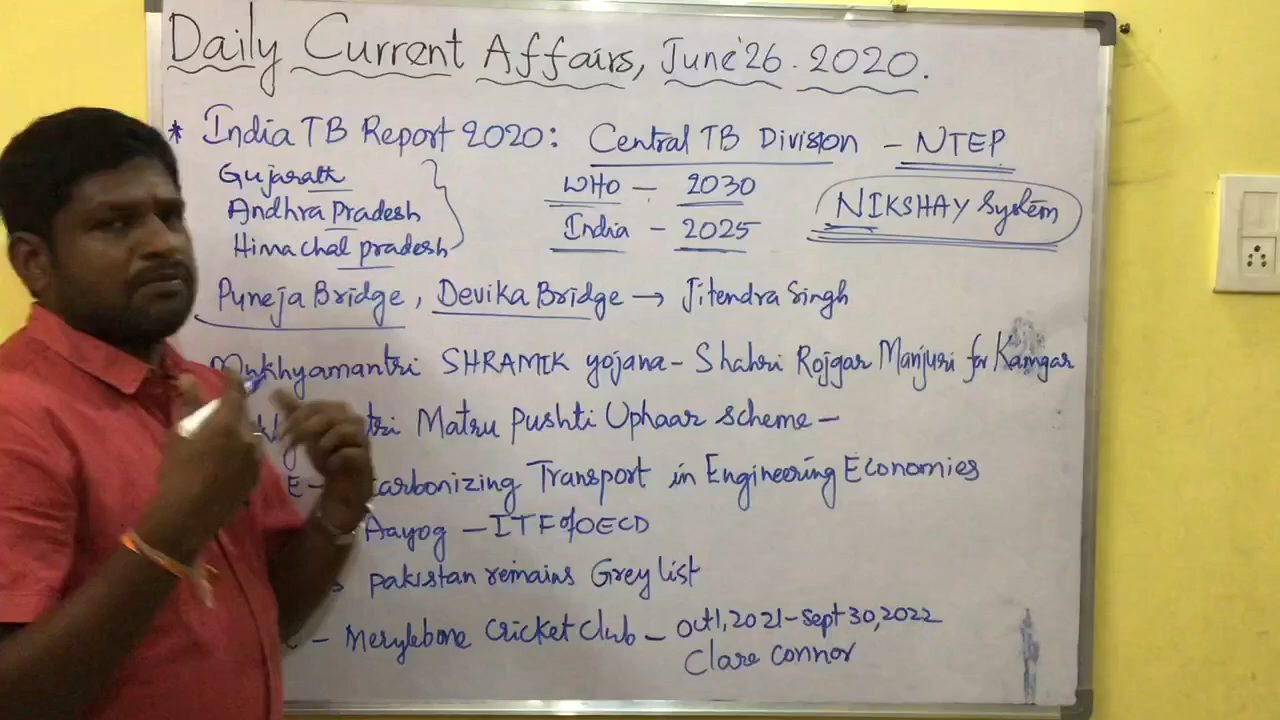 Daily Current Affairs, June'26. 2020.
* India TB Report 2020: Central TB Division - NTEP
Gujarath
Andhra Pradesh
Himachal pradesh
WHO - 2030
India - 2025
NIKSHAY System
Puneja Bridge, Devika Bridge → Jitendra Singh
Mukhyamantri SHRAMIK yojana - Shahri Rojgar Manjuri for Kamgar
tri Matru Pushti Uphaar Scheme -
E - carbonizing Transport in Engineering Economies
Aayog - ITF of OECD
pakistan remains Grey list
- Merylebone Cricket Club - Oct 1, 2021 - Sept 30, 2022
Clare Connor